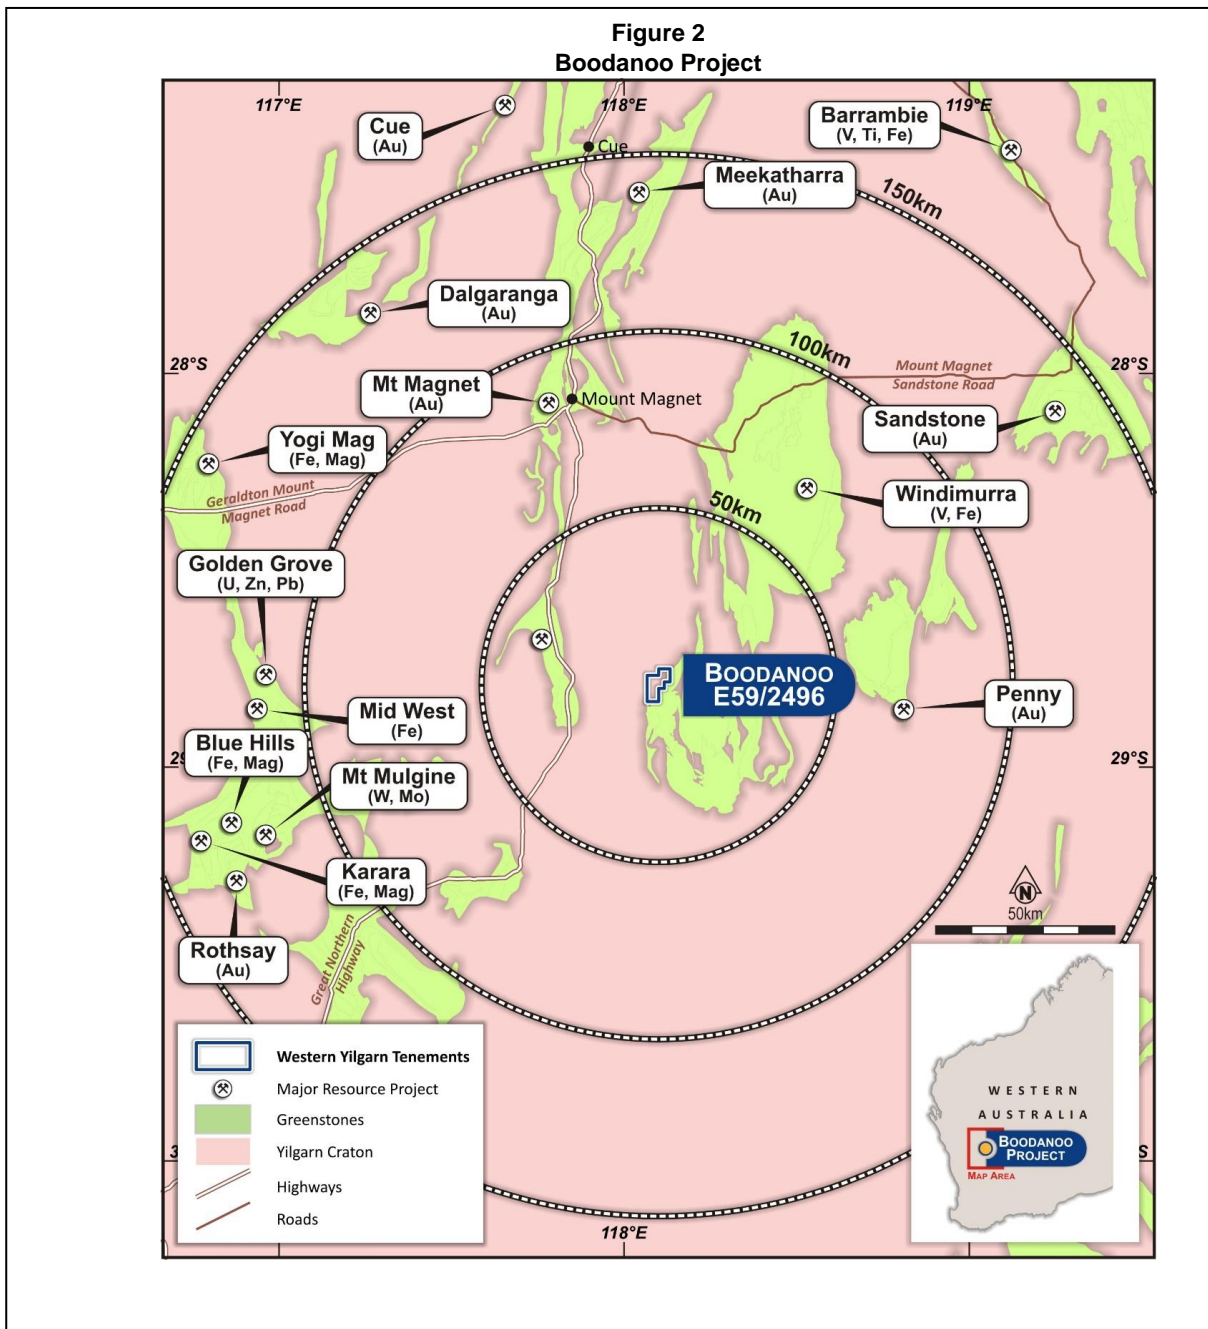 Figure 2
Boodanoo Project
117°E
118°E
119°E
Cue
(Au)
Cue
Barrambie
(V, Ti, Fe)
Meekatharra
(Au)
150km
Dalgaranga
(Au)
28°S
100km
Mount Magnet
Sandstone Road
28°S
Mt Magnet
(Au)
Mount Magnet
Sandstone
(Au)
Yogi Mag
(Fe, Mag)
Geraldton Mount
Magnet Road
Windimurra
(V, Fe)
50km
Golden Grove
(U, Zn, Pb)
BOODANOO
E59/2496
Penny
(Au)
Mid West
(Fe)
Blue Hills
(Fe, Mag)
29°S
Mt Mulgine
(W, Mo)
Karara
(Fe, Mag)
Rothsay
(Au)
Great Northern
Highway
N
50km
Western Yilgarn Tenements
Major Resource Project
Greenstones
Yilgarn Craton
Highways
Roads
118°E
WESTERN
AUSTRALIA
BOODANOO
PROJECT
MAP AREA